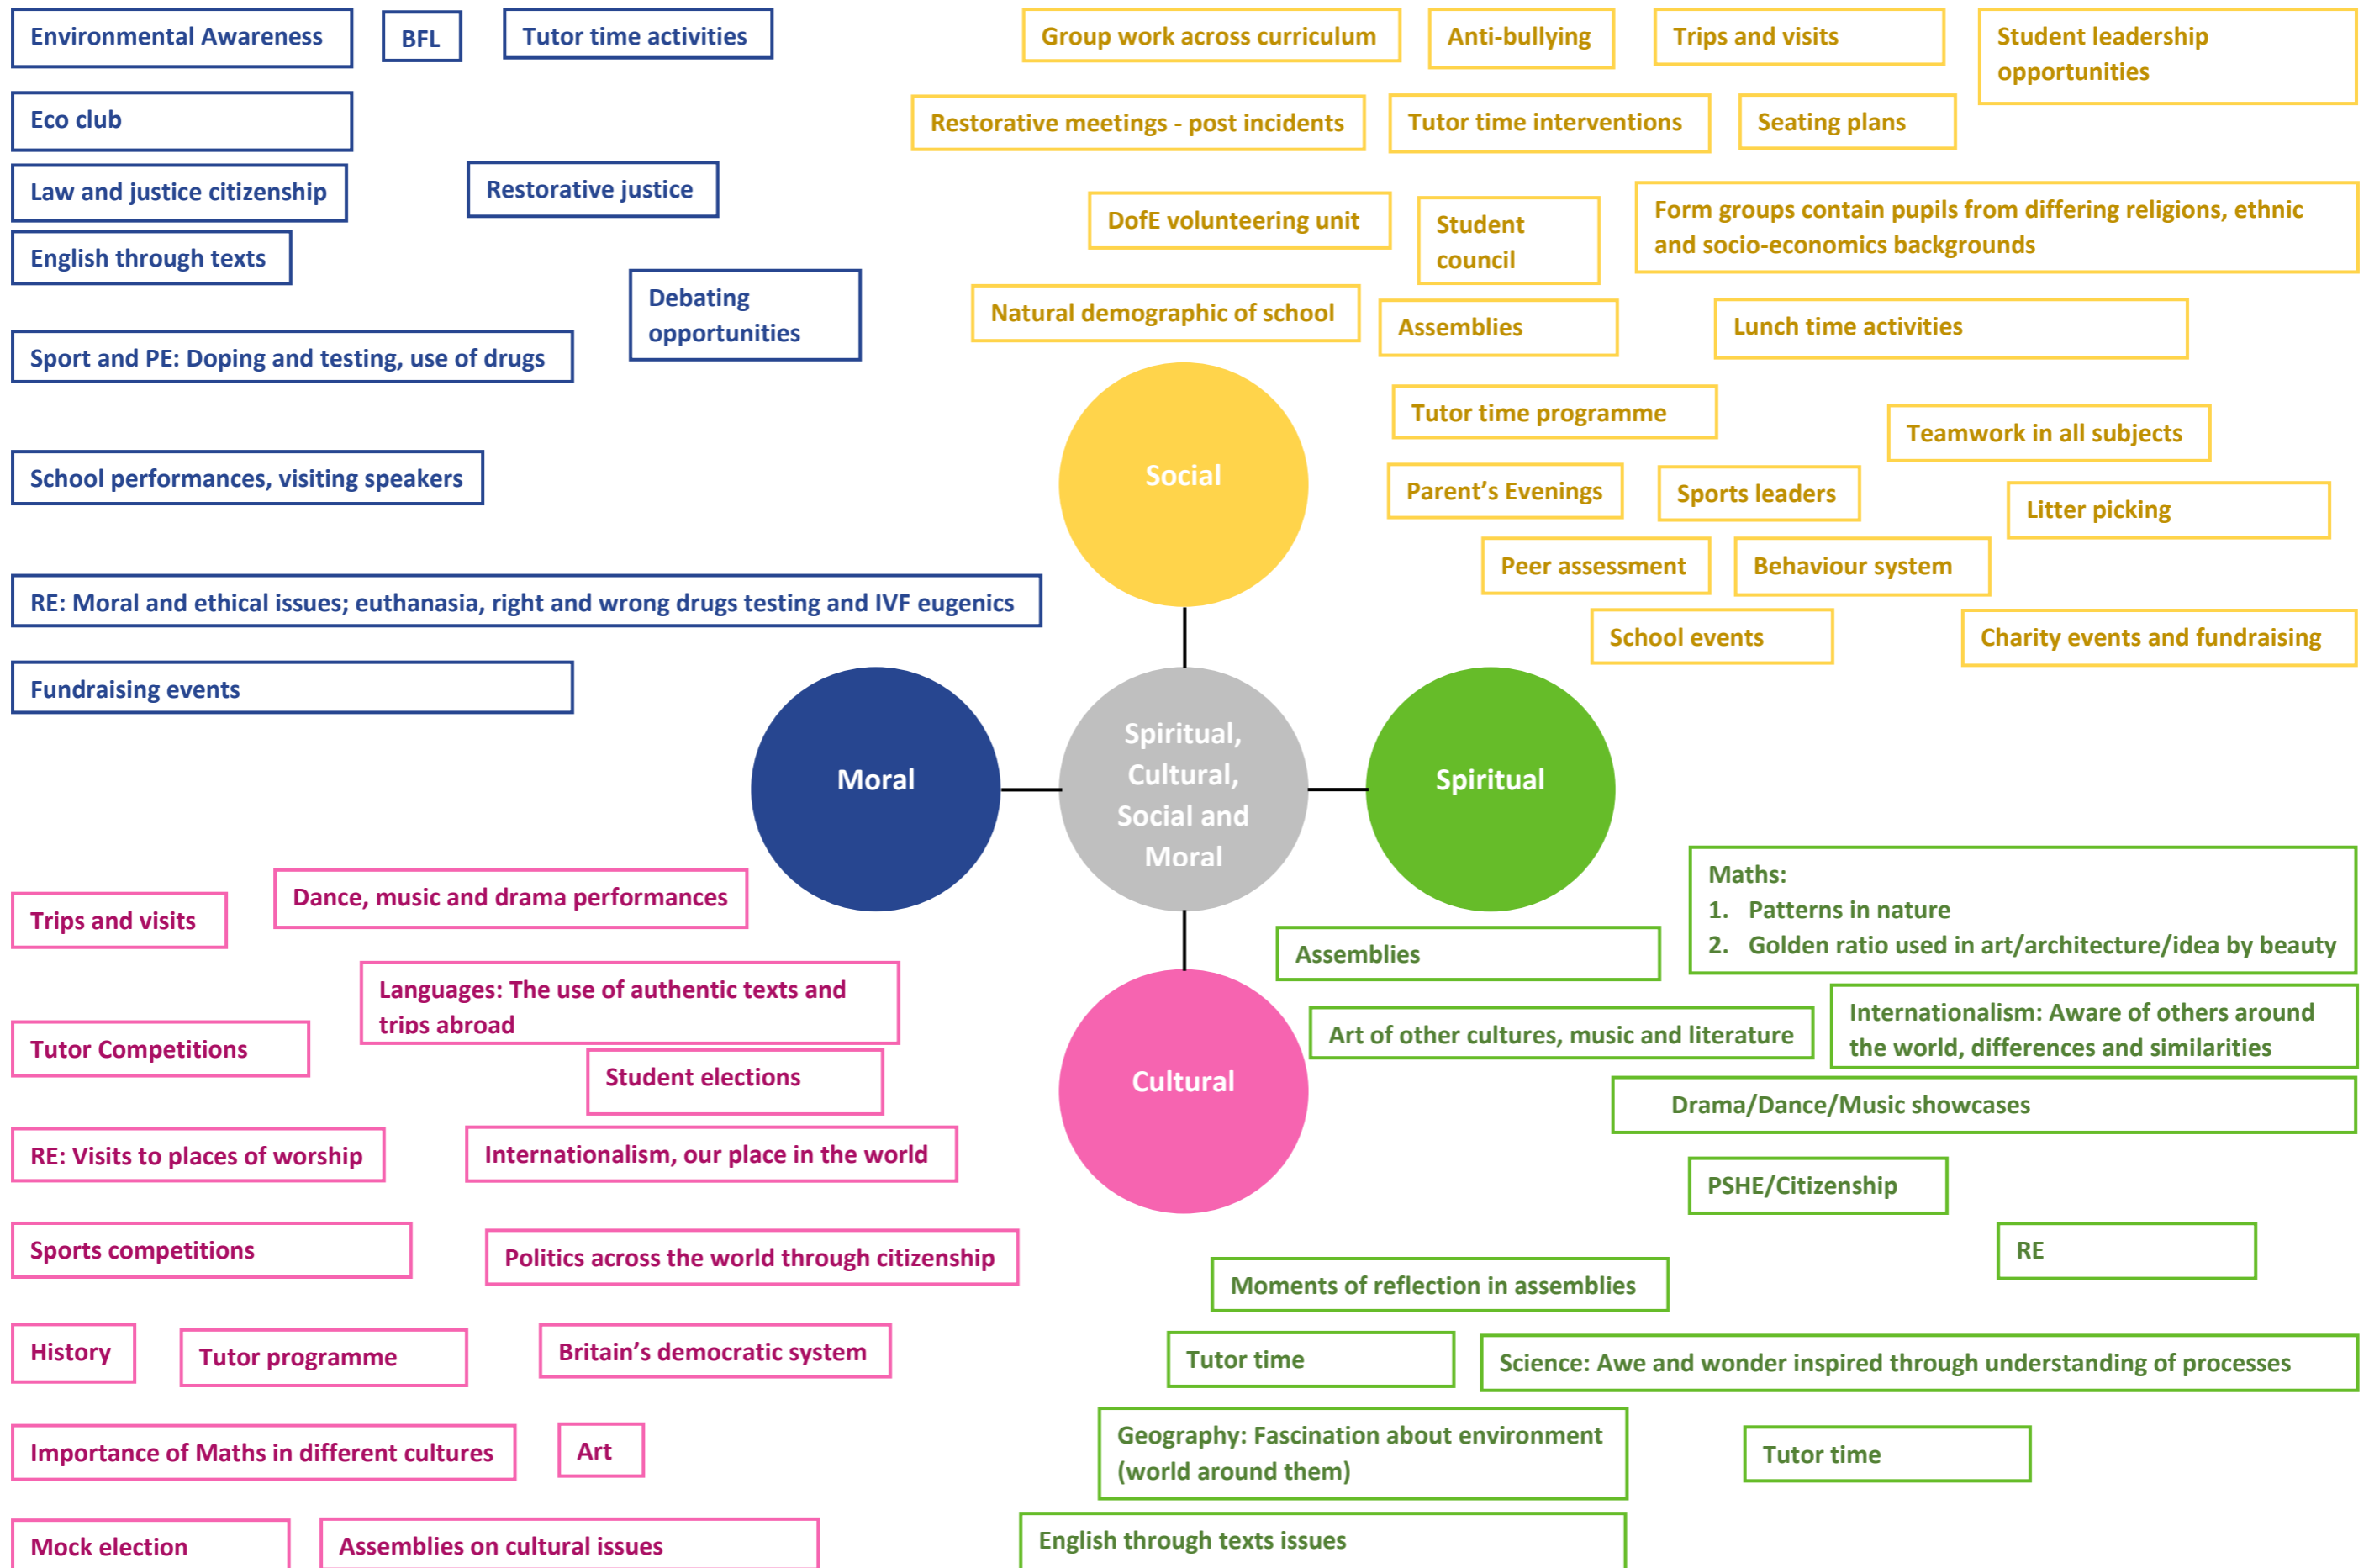 Environmental Awareness
BFL
Tutor time activities
Eco club
Law and justice citizenship
Restorative justice
English through texts
Debating
opportunities
Sport and PE: Doping and testing, use of drugs
School performances, visiting speakers
RE: Moral and ethical issues; euthanasia, right and wrong drugs testing and IVF eugenics
Fundraising events
Group work across curriculum
Anti-bullying
Trips and visits
Student leadership
opportunities
Restorative meetings - post incidents
Tutor time interventions
Seating plans
DofE volunteering unit
Student
council
Form groups contain pupils from differing religions, ethnic
and socio-economics backgrounds
Natural demographic of school
Assemblies
Lunch time activities
Tutor time programme
Teamwork in all subjects
Parent's Evenings
Sports leaders
Litter picking
Peer assessment
Behaviour system
School events
Charity events and fundraising
Social
Moral
Spiritual,
Cultural,
Social and
Moral
Spiritual
Cultural
Trips and visits
Dance, music and drama performances
Languages: The use of authentic texts and
trips abroad
Tutor Competitions
Student elections
RE: Visits to places of worship
Internationalism, our place in the world
Sports competitions
Politics across the world through citizenship
History
Tutor programme
Britain's democratic system
Importance of Maths in different cultures
Art
Mock election
Assemblies on cultural issues
Maths:
1. Patterns in nature
2. Golden ratio used in art/architecture/idea by beauty
Assemblies
Art of other cultures, music and literature
Internationalism: Aware of others around
the world, differences and similarities
Drama/Dance/Music showcases
PSHE/Citizenship
RE
Moments of reflection in assemblies
Tutor time
Science: Awe and wonder inspired through understanding of processes
Geography: Fascination about environment
(world around them)
Tutor time
English through texts issues